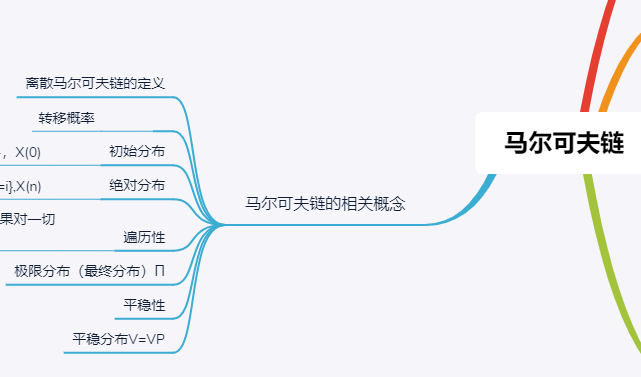 离散马尔可夫链的定义
转移概率
, X(0)
初始分布
=i},X(n)
绝对分布
果对一切
遍历性
极限分布（最终分布）Π
平稳性
平稳分布V=VP
马尔可夫链的相关概念
马尔可夫链